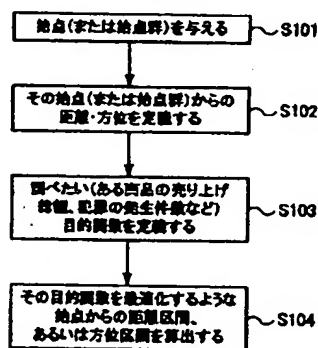 始点(または始点群)を与える
S101
その始点(または始点群)からの
距離・方位を定義する
S102
調べたい(ある商品の売り上げ
総額、犯罪の発生件数など)
目的関数を定義する
S103
その目的関数を最適化するような
始点からの距離区間、
あるいは方位区間を算出する
S104